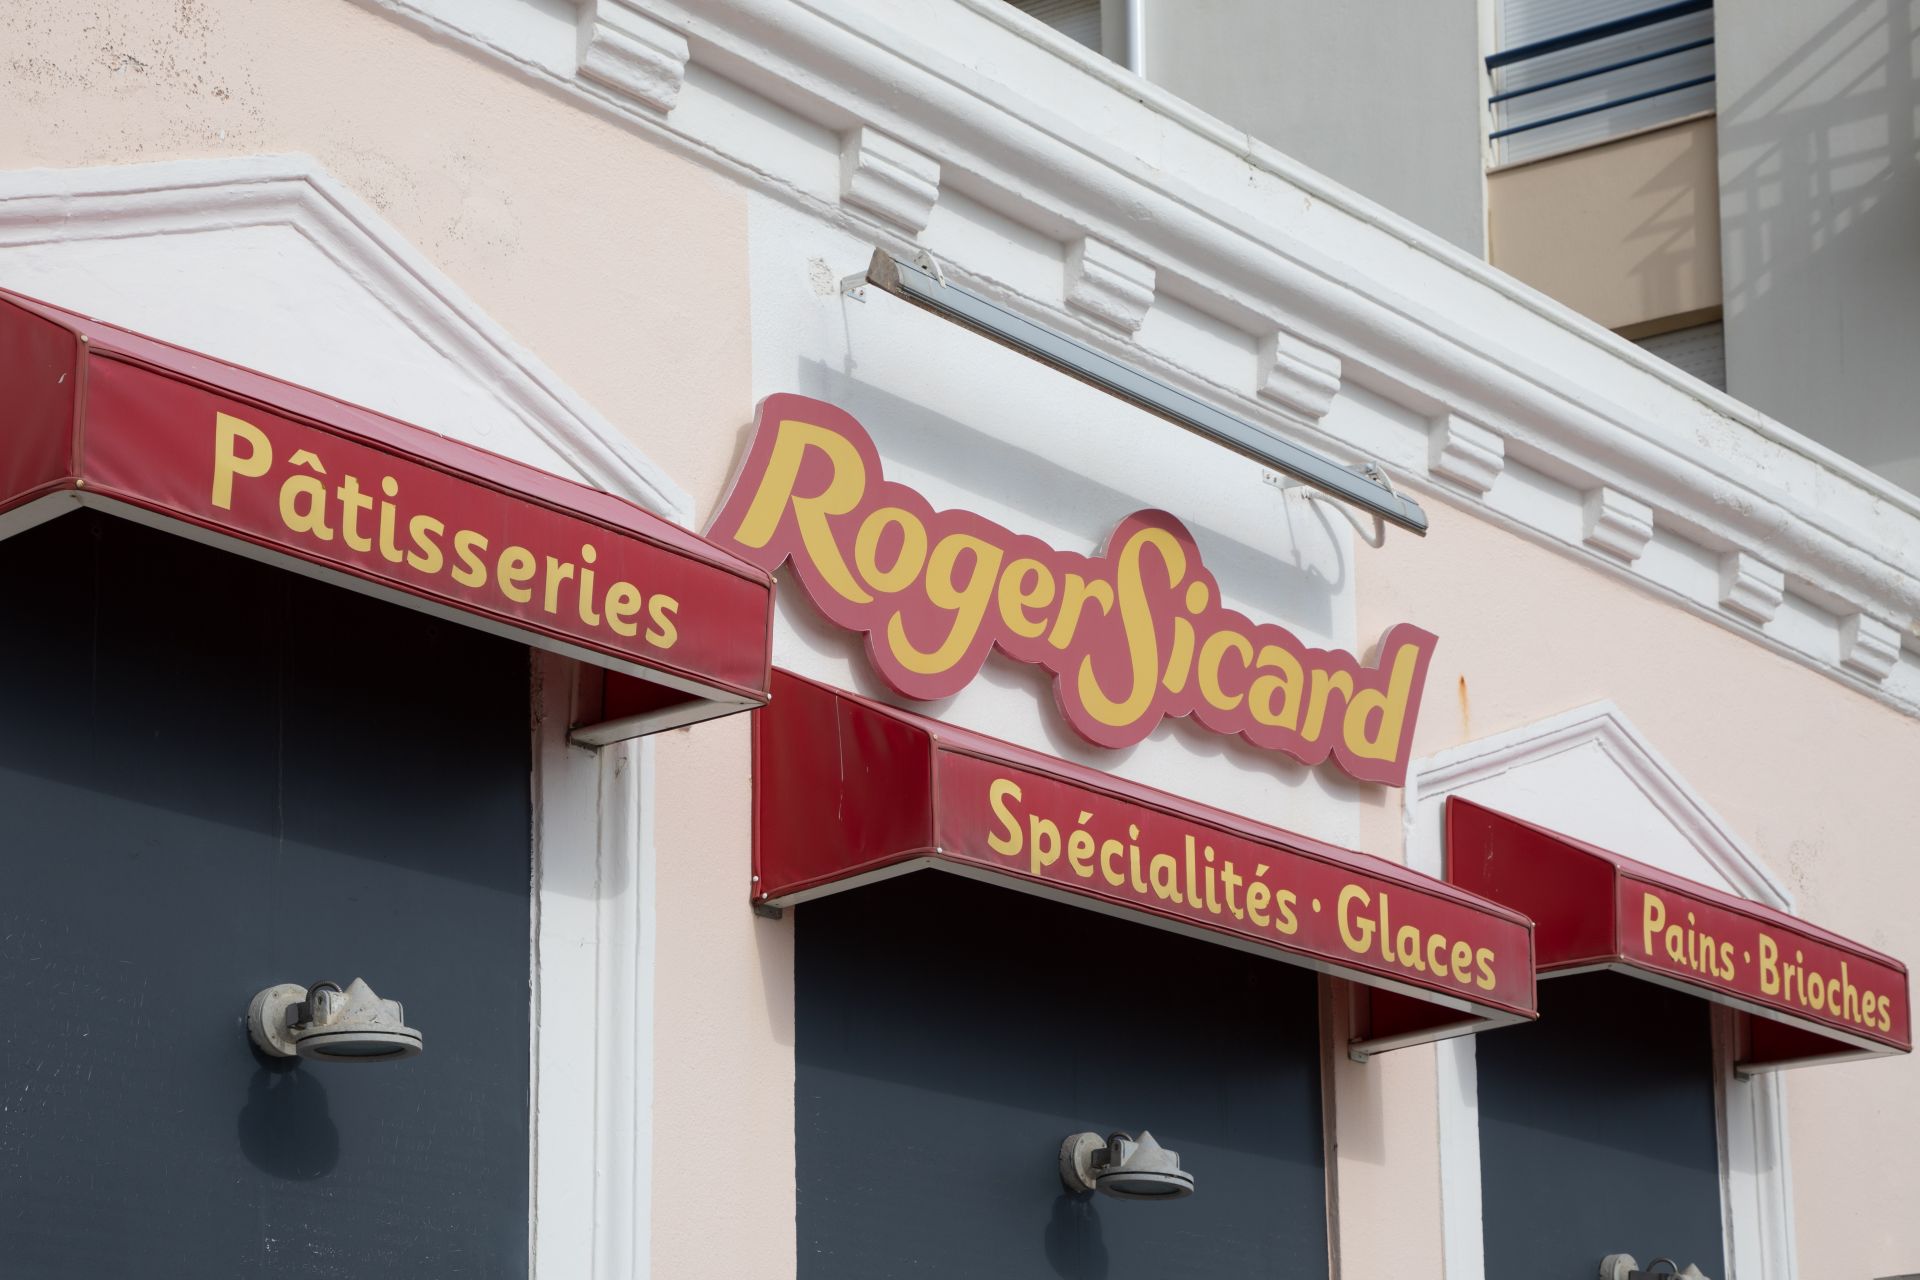 Pâtisseries
RogerSicard
Spécialités · Glaces
Pains · Brioches